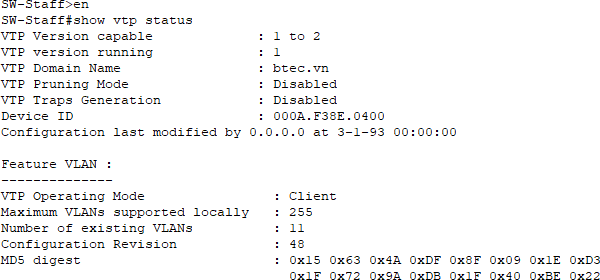 SW-Staff>en
SW-Staff#show vtp status
VTP Version capable : 1 to 2
VTP version running : 1
VTP Domain Name : btec.vn
VTP Pruning Mode : Disabled
VTP Traps Generation : Disabled
Device ID : 000A.F38E.0400
Configuration last modified by 0.0.0.0 at 3-1-93 00:00:00
Feature VLAN :
--------------
VTP Operating Mode : Client
Maximum VLANs supported locally : 255
Number of existing VLANs : 11
Configuration Revision : 48
MD5 digest : 0x15 0x63 0x4A 0xDF 0x8F 0x09 0x1E 0xD3
0x1F 0x72 0x9A 0xDB 0x1F 0x40 0xBE 0x22